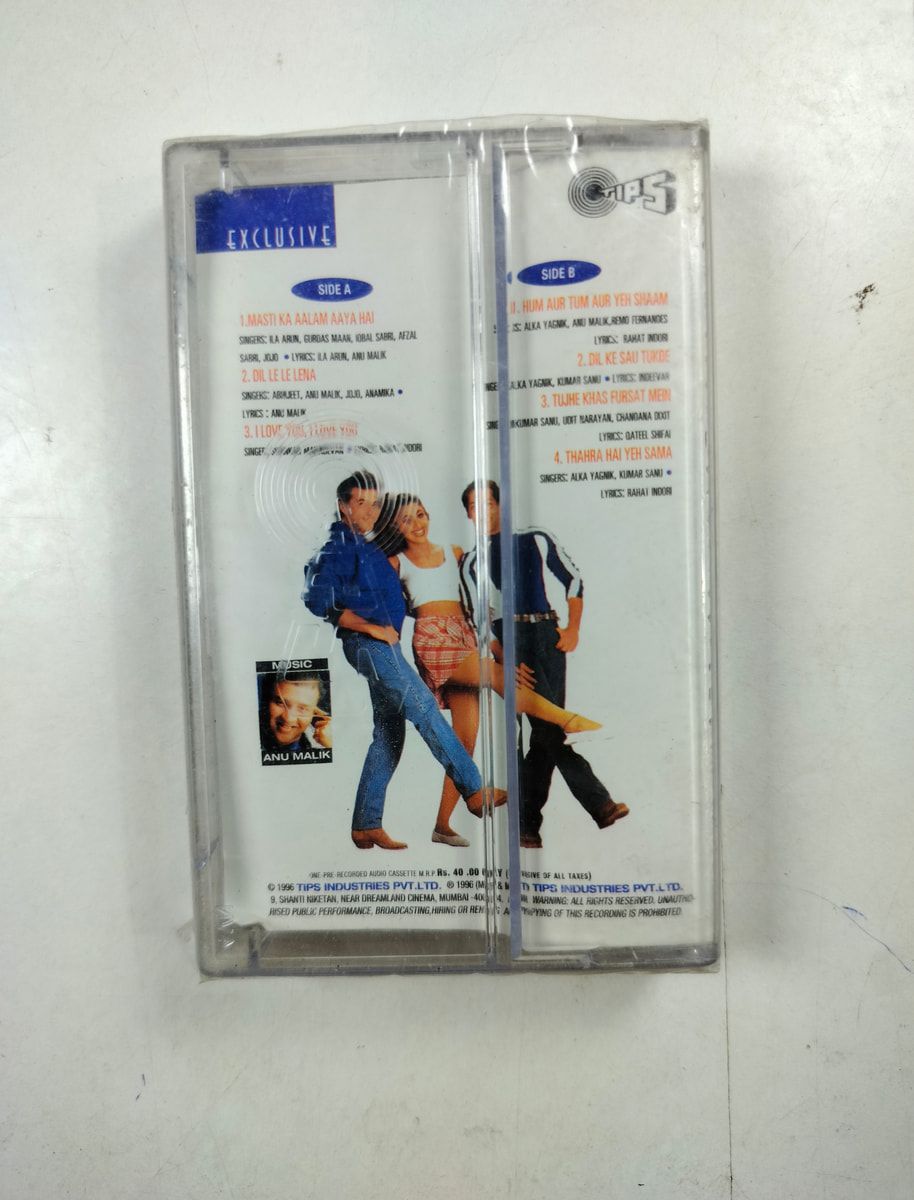 EXCLUSIVE
SIDE A
1.MASTI KA AALAM AAYA HAI
SINGERS: ILA ARUN, GURDAS MAAN, IQBAL SABRI, AFZAL
SABRI, JOJO • LYRICS: ILA ARUN, ANU MALIK
2. DIL LE LE LENA
SINGERS: ABHIJEET, ANU MALIK, JOJO, ANAMIKA •
LYRICS : ANU MALIK
3. I LOVE YOU, I LOVE YOU
MUSIC
ANU MALIK
TIPS
SIDE B
HUM AUR TUM AUR YEH SHAAM
ALKA YAGNIK, ANU MALIK,REMO FERNANDES
LYRICS: RAHAT INDORI
2. DIL KE SAU TUKDE
ALKA YAGNIK, KUMAR SANU • LYRICS: INDEEVAR
3. TUJHE KHAS FURSAT MEIN
KUMAR SANU, UDIT NARAYAN, CHANDANA DIXIT
LYRICS: QATEEL SHIFAI
4. THAHRA HAI YEH SAMA
SINGERS: ALKA YAGNIK, KUMAR SANU •
LYRICS: RAHAT INDORI
ONE-PRE-RECORDED AUDIO CASSETTE M.R.P.Rs. 40 .00 OF ALL TAXES)
© 1996 TIPS INDUSTRIES PVT.LTD. ℗ 1996 TIPS INDUSTRIES PVT.LTD.
9, SHANTI NIKETAN, NEAR DREAMLAND CINEMA, MUMBAI WARNING: ALL RIGHTS RESERVED. UNAUTHO-
RISED PUBLIC PERFORMANCE, BROADCASTING,HIRING OR OF THIS RECORDING IS PROHIBITED.